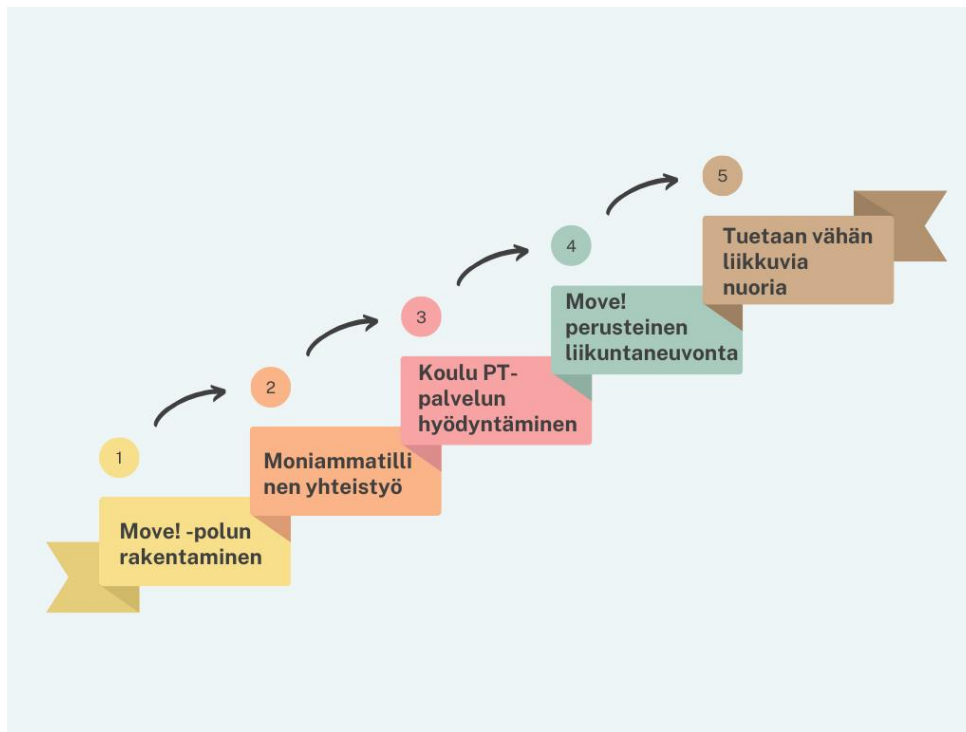 1
Move! -polun
rakentaminen
2
Moniammatilli
nen yhteistyö
3
Koulu PT-
palvelun
hyödyntäminen
4
Move!
perusteinen
liikuntaneuvonta
5
Tuetaan vähän
liikkuvia
nuoria